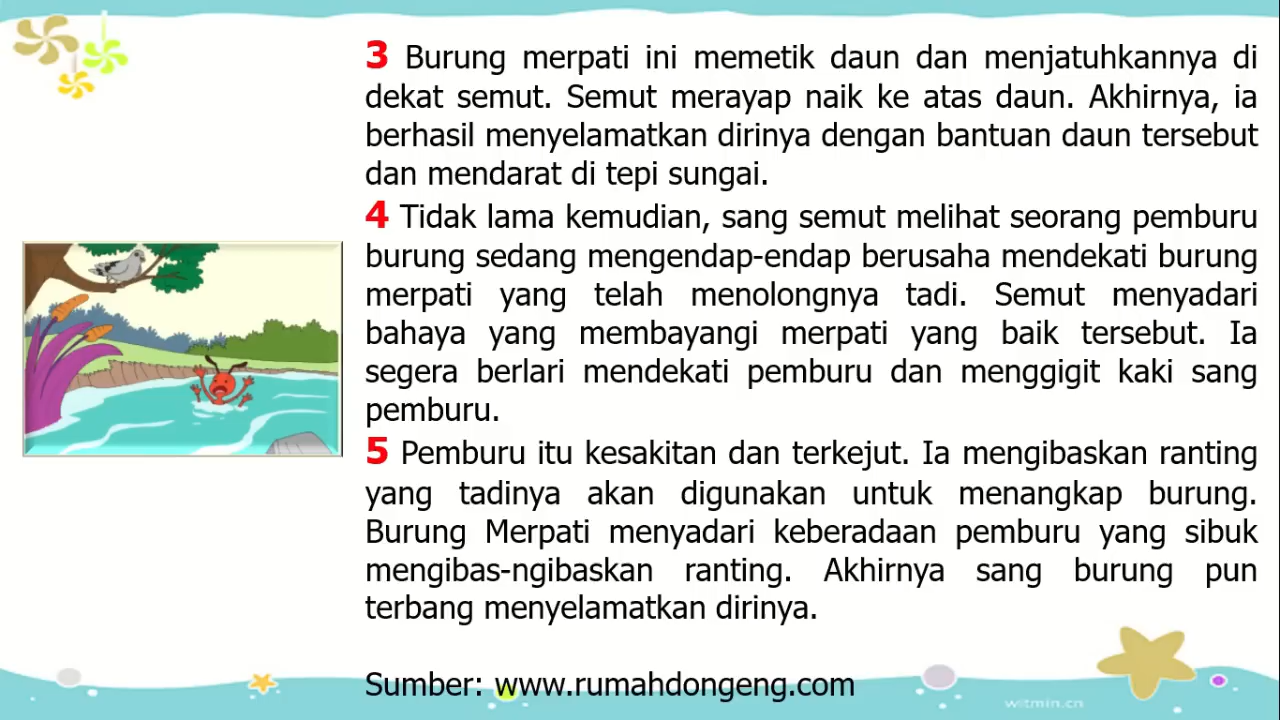 3 Burung merpati ini memetik daun dan menjatuhkannya di
dekat semut. Semut merayap naik ke atas daun. Akhirnya, ia
berhasil menyelamatkan dirinya dengan bantuan daun tersebut
dan mendarat di tepi sungai.
4 Tidak lama kemudian, sang semut melihat seorang pemburu
burung sedang mengendap-endap berusaha mendekati burung
merpati yang telah menolongnya tadi. Semut menyadari
bahaya yang membayangi merpati yang baik tersebut. Ia
segera berlari mendekati pemburu dan menggigit kaki sang
pemburu.
5 Pemburu itu kesakitan dan terkejut. Ia mengibaskan ranting
yang tadinya akan digunakan untuk menangkap burung.
Burung Merpati menyadari keberadaan pemburu yang sibuk
mengibas-ngibaskan ranting. Akhirnya sang burung pun
terbang menyelamatkan dirinya.
Sumber: www.rumahdongeng.com
witmin.cn